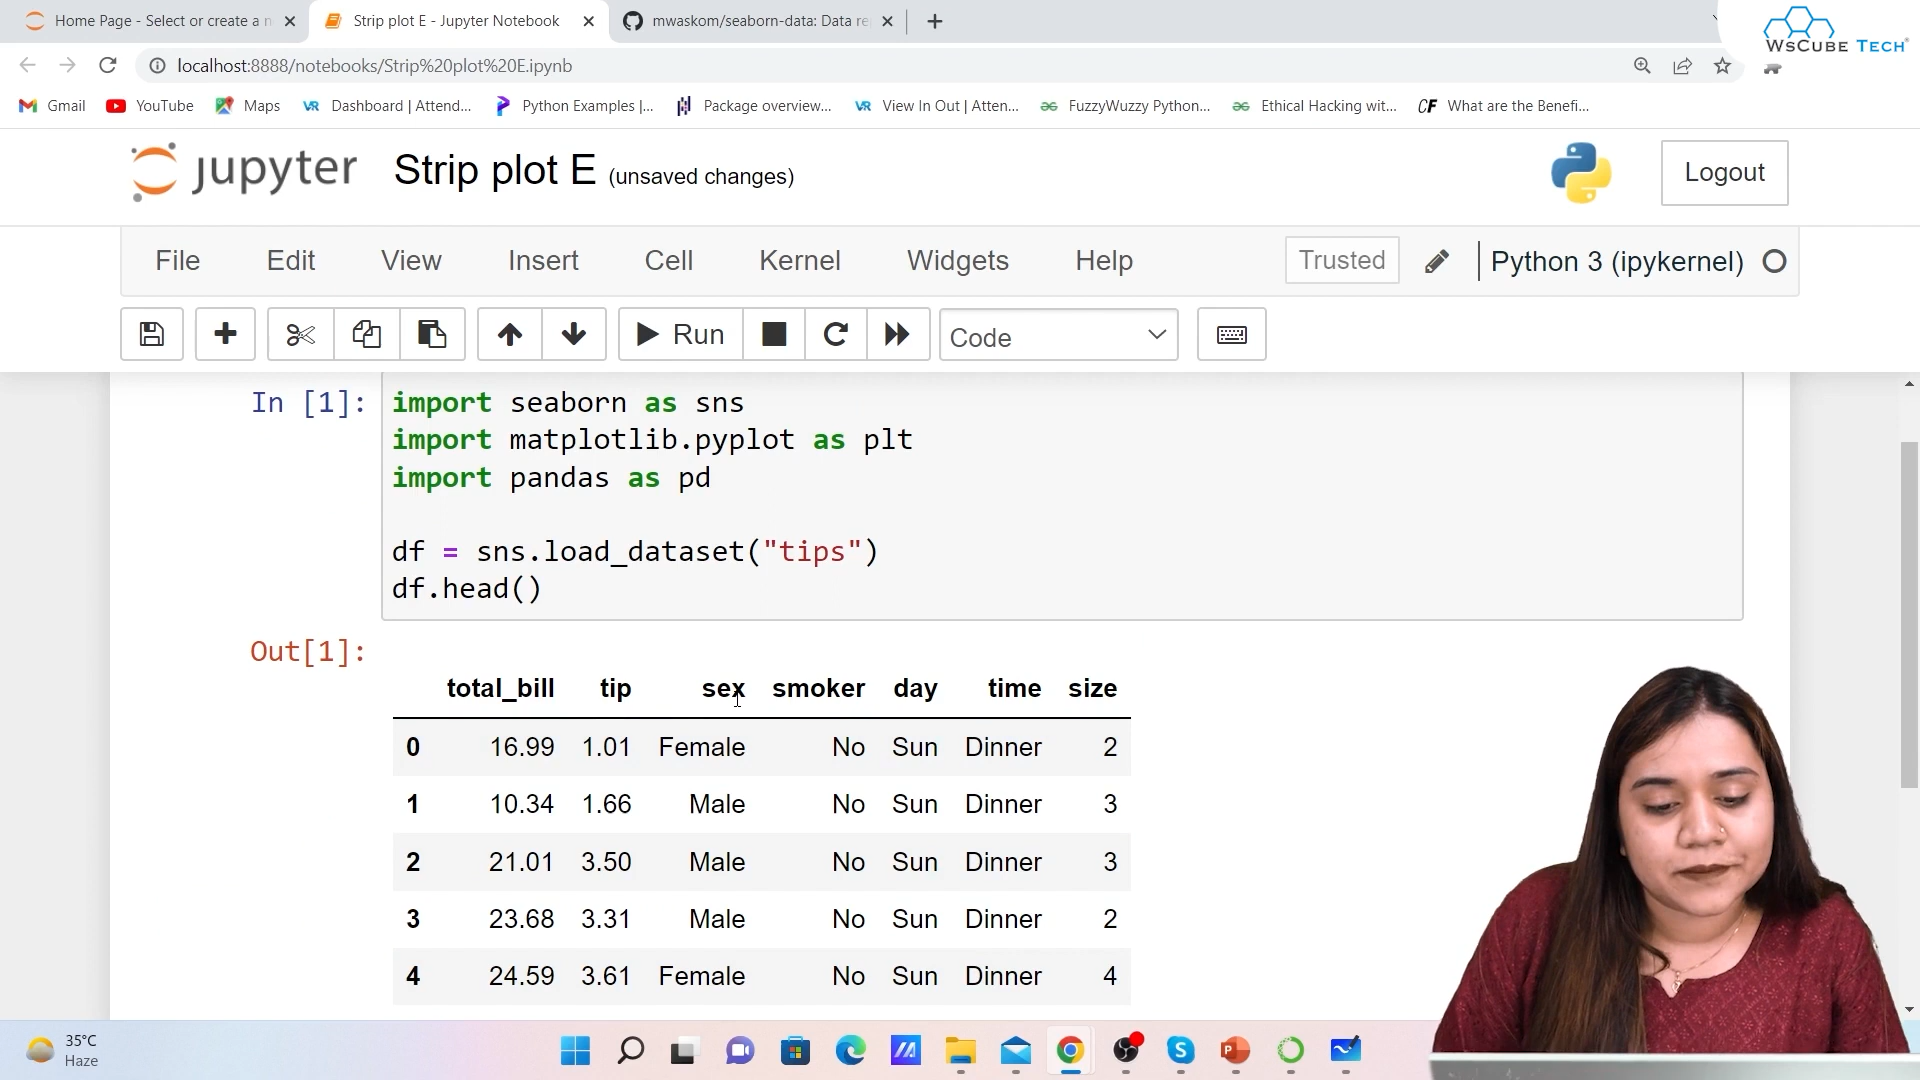 Home Page - Select or create a n
Strip plot E - Jupyter Notebook
mwaskom/seaborn-data: Data re
WsCube Tech
localhost:8888/notebooks/Strip%20plot%20E.ipynb
Gmail
YouTube
Maps
Dashboard | Attend...
Python Examples |...
Package overview...
View In Out | Atten...
FuzzyWuzzy Python...
Ethical Hacking wit...
What are the Benefi...
jupyter
Strip plot E (unsaved changes)
Logout
File Edit View Insert Cell Kernel Widgets Help
Trusted
Python 3 (ipykernel)
Run
Code
In [1]:
import seaborn as sns
import matplotlib.pyplot as plt
import pandas as pd
df = sns.load_dataset("tips")
df.head()
Out[1]:
total_bill tip sex smoker day time size
0 16.99 1.01 Female No Sun Dinner 2
1 10.34 1.66 Male No Sun Dinner 3
2 21.01 3.50 Male No Sun Dinner 3
3 23.68 3.31 Male No Sun Dinner 2
4 24.59 3.61 Female No Sun Dinner 4
35°C
Haze